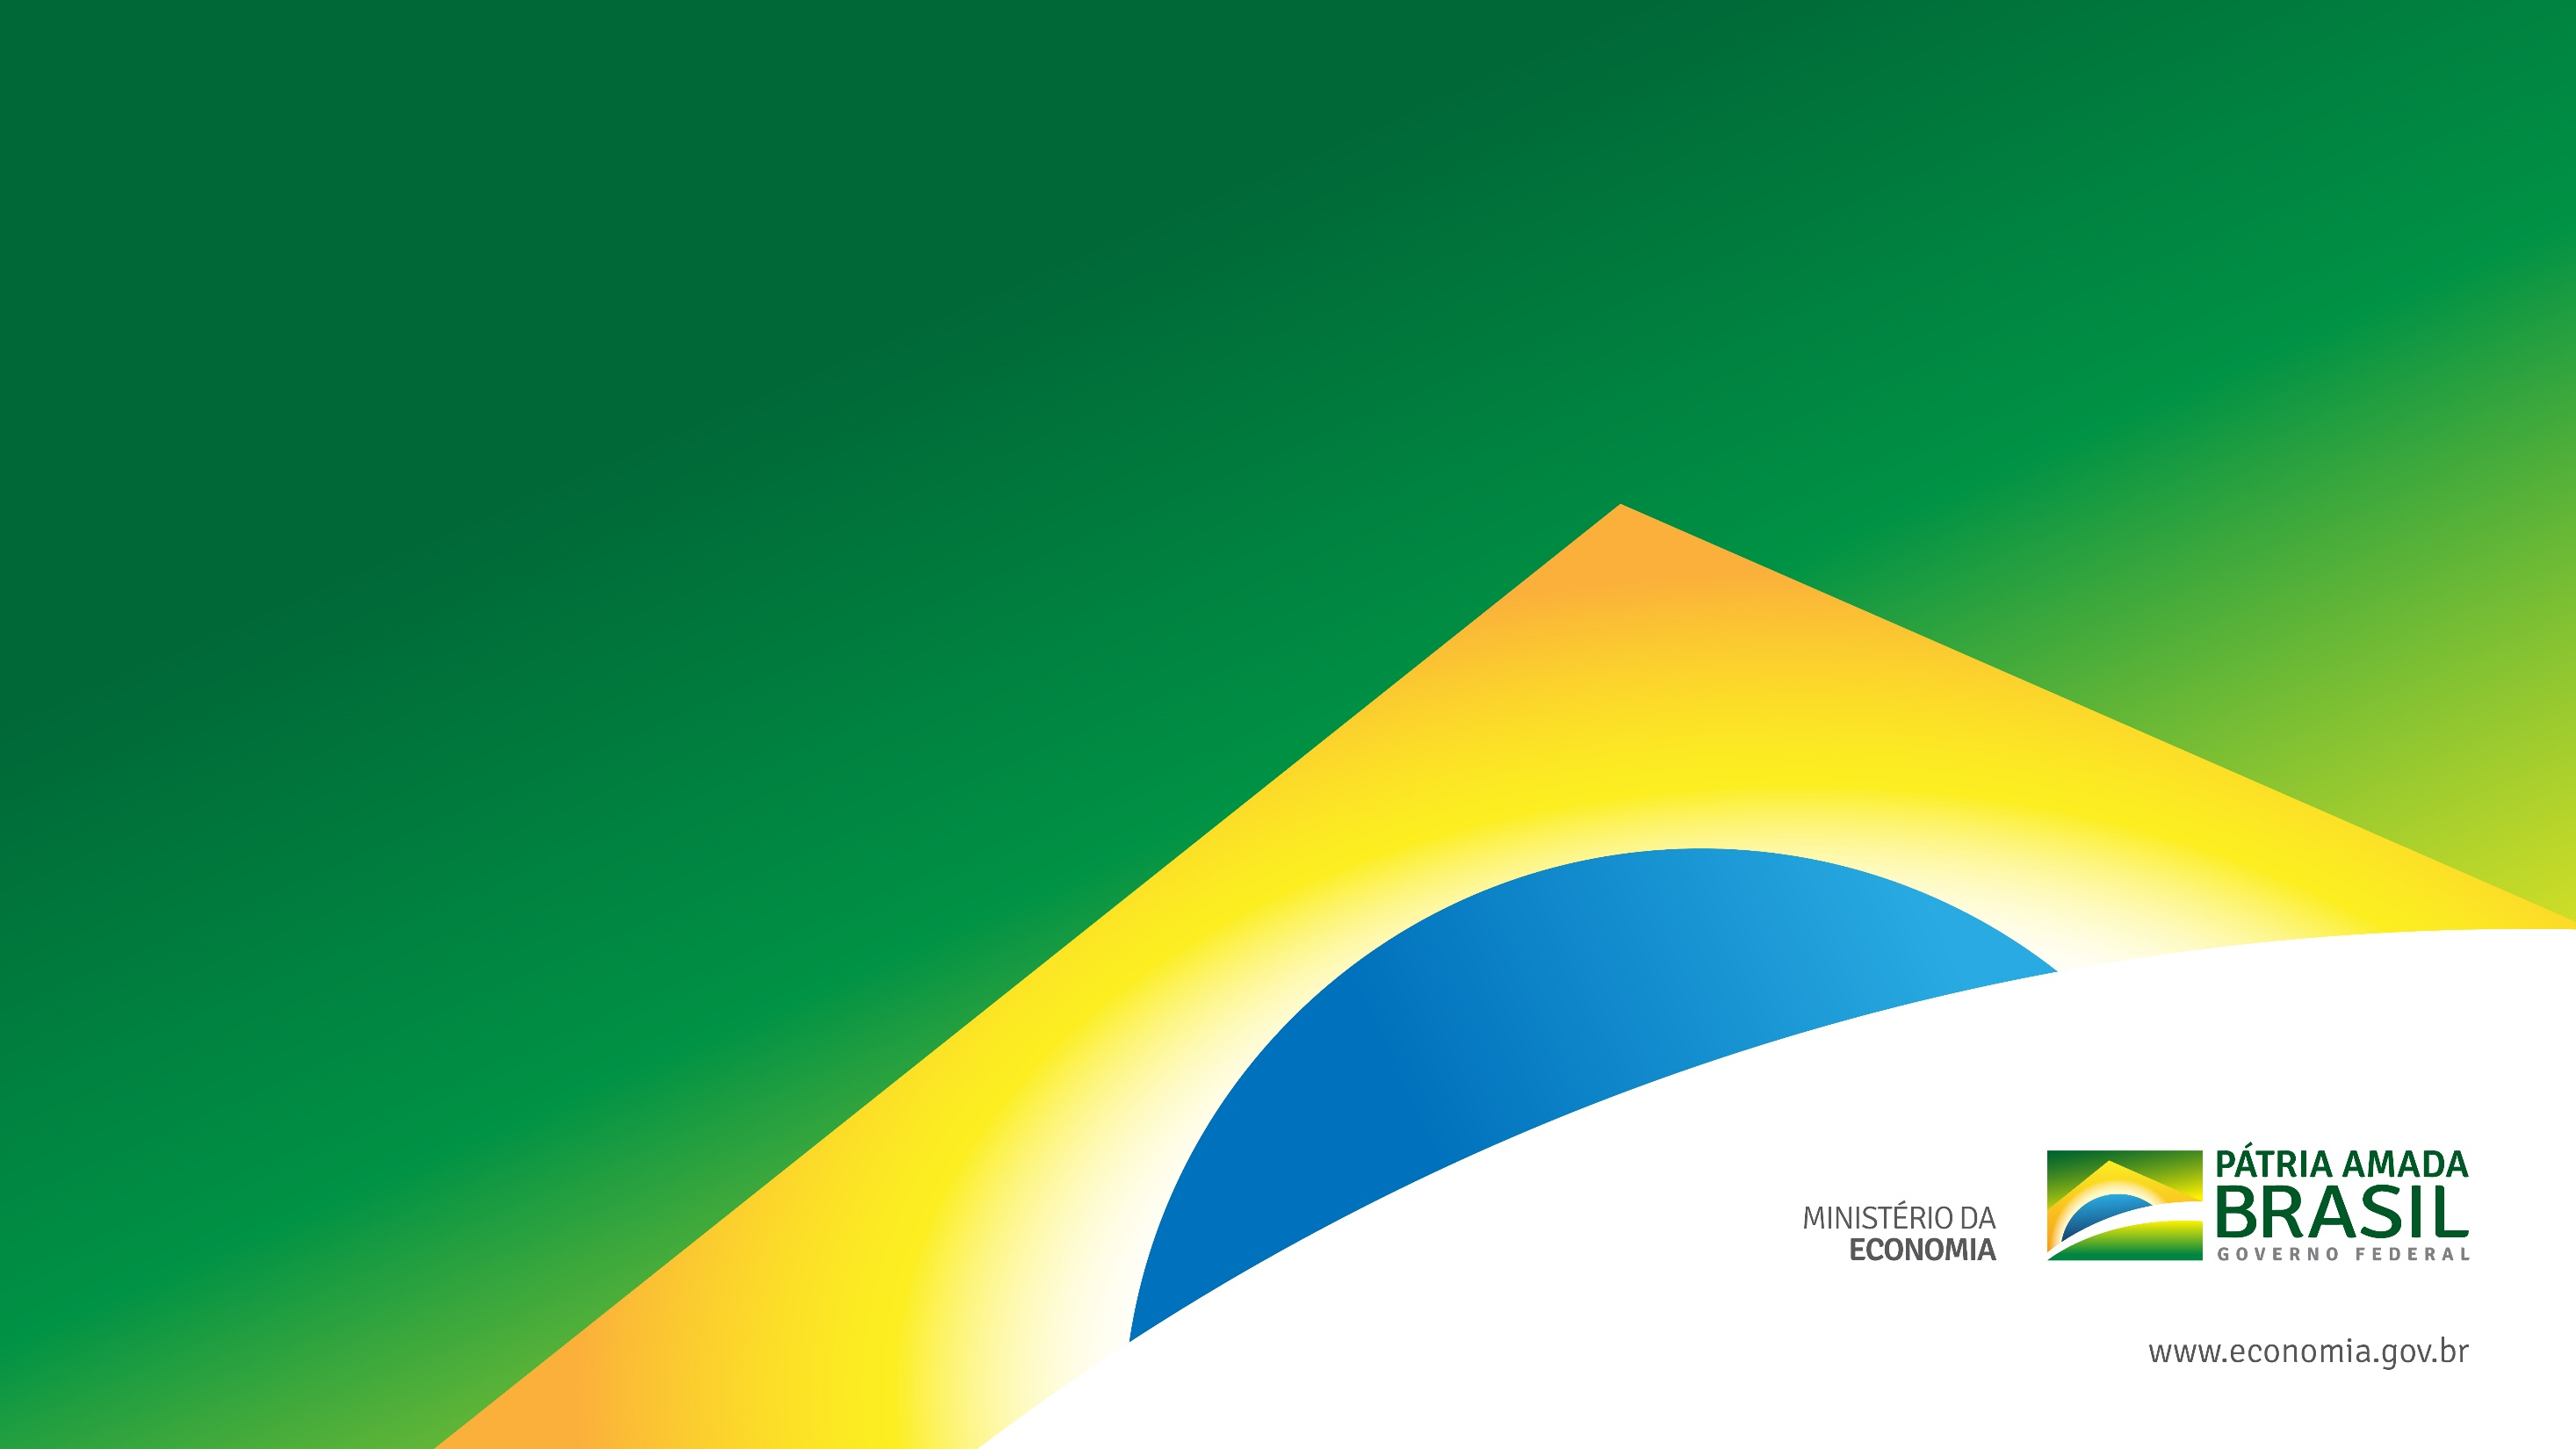 MINISTÉRIO DA
ECONOMIA
PÁTRIA AMADA
BRASIL
GOVERNO FEDERAL
www.economia.gov.br